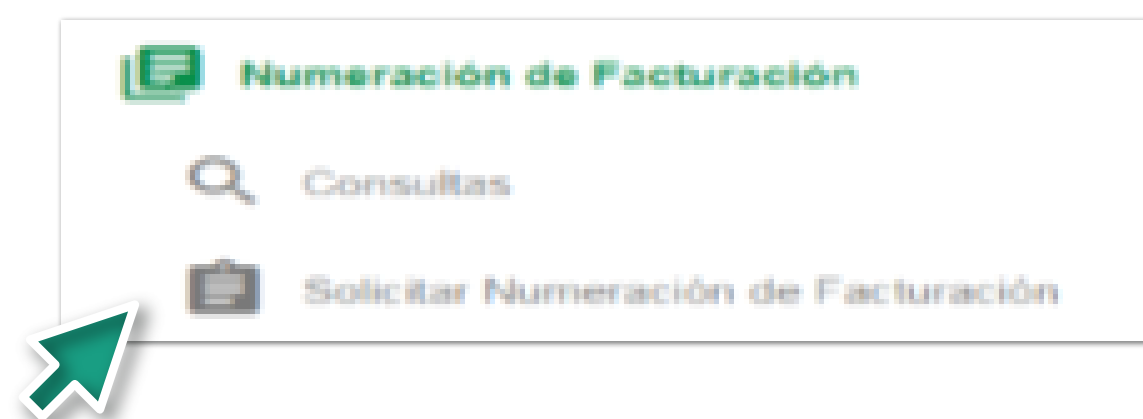 Numeración de Facturación
Consultas
Solicitar Numeración de Facturación